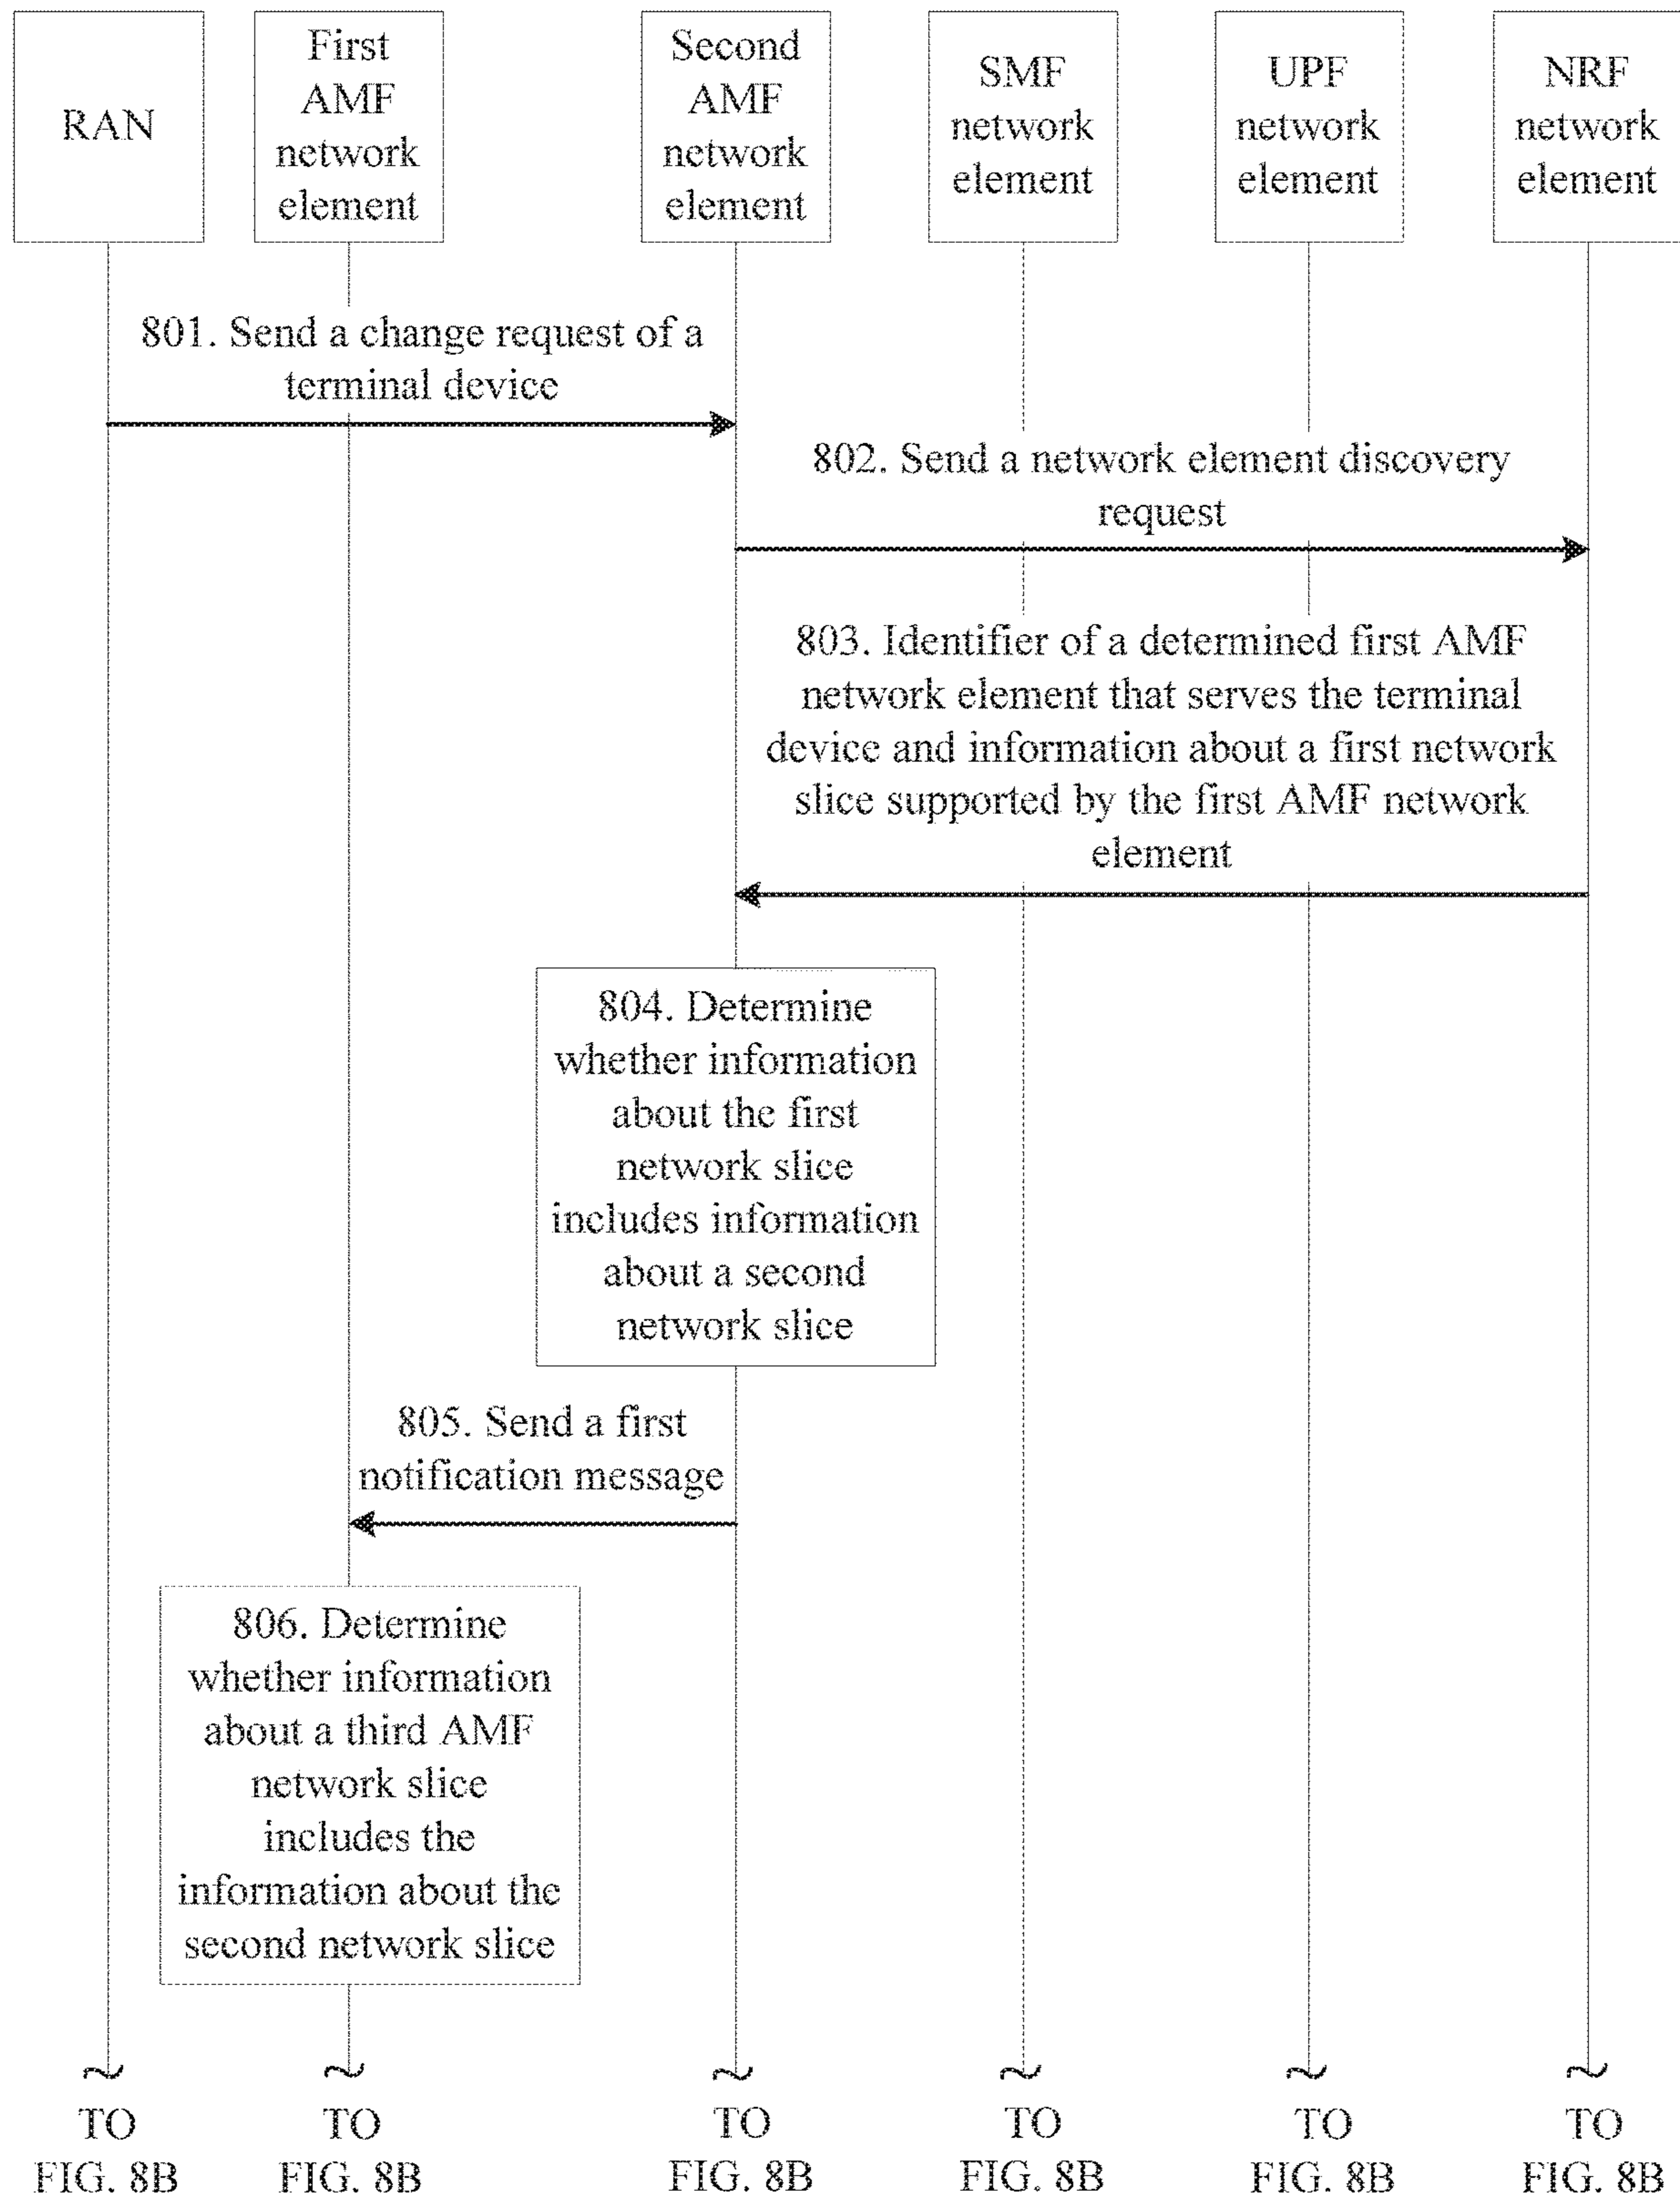 RAN
First
AMF
network
element
Second
AMF
network
element
SMF
network
element
UPF
network
element
NRF
network
element
801. Send a change request of a
terminal device
802. Send a network element discovery
request
803. Identifier of a determined first AMF
network element that serves the terminal
device and information about a first network
slice supported by the first AMF network
element
804. Determine
whether information
about the first
network slice
includes information
about a second
network slice
805. Send a first
notification message
806. Determine
whether information
about a third AMF
network slice
includes the
information about the
second network slice
TO
FIG. 8B
TO
FIG. 8B
TO
FIG. 8B
TO
FIG. 8B
TO
FIG. 8B
TO
FIG. 8B